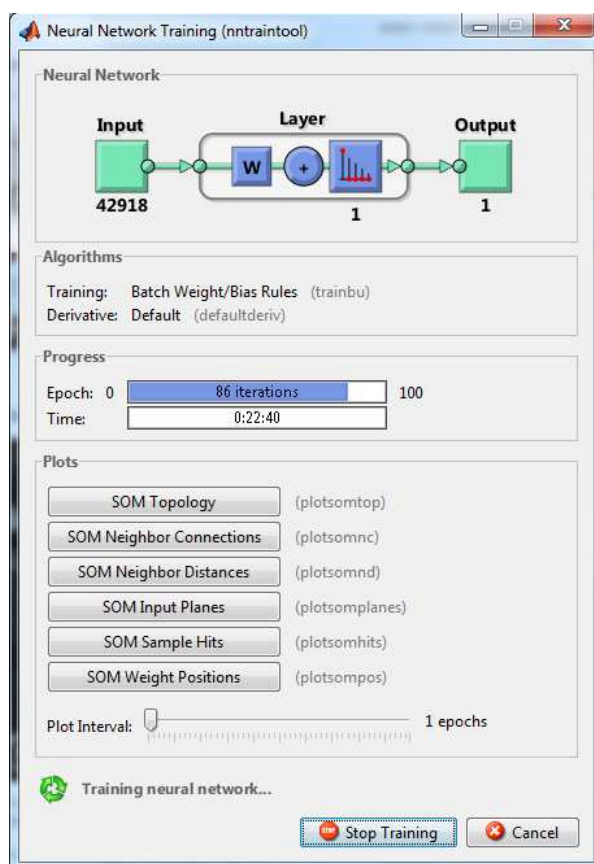 Neural Network Training (nntraintool)
Neural Network
Input
Layer
Output
W
+
42918
1
1
Algorithms
Training: Batch Weight/Bias Rules (trainbu)
Derivative: Default (defaultderiv)
Progress
Epoch: 0 86 iterations 100
Time: 0:22:40
Plots
SOM Topology (plotsomtop)
SOM Neighbor Connections (plotsomnc)
SOM Neighbor Distances (plotsomnd)
SOM Input Planes (plotsomplanes)
SOM Sample Hits (plotsomhits)
SOM Weight Positions (plotsompos)
Plot Interval: 1 epochs
Training neural network...
Stop Training Cancel